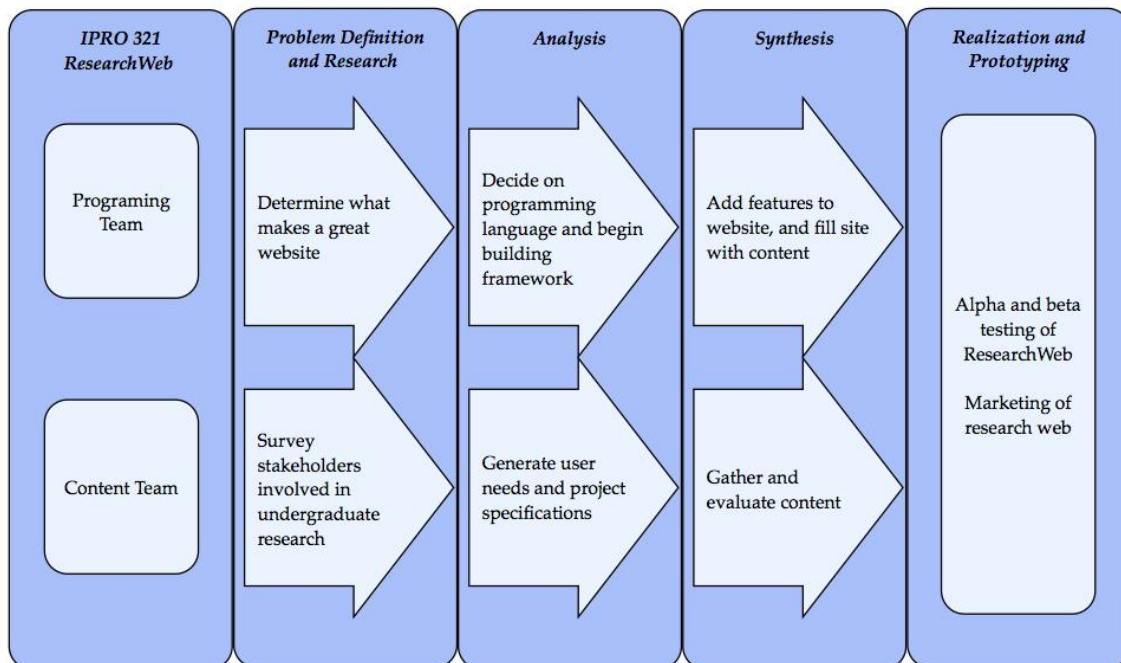 IPRO 321
ResearchWeb
Programing
Team
Content Team
Problem Definition
and Research
Determine what
makes a great
website
Survey
stakeholders
involved in
undergraduate
research
Analysis
Decide on
programming
language and begin
building
framework
Generate user
needs and project
specifications
Synthesis
Add features to
website, and fill site
with content
Gather and
evaluate content
Realization and
Prototyping
Alpha and beta
testing of
ResearchWeb
Marketing of
research web